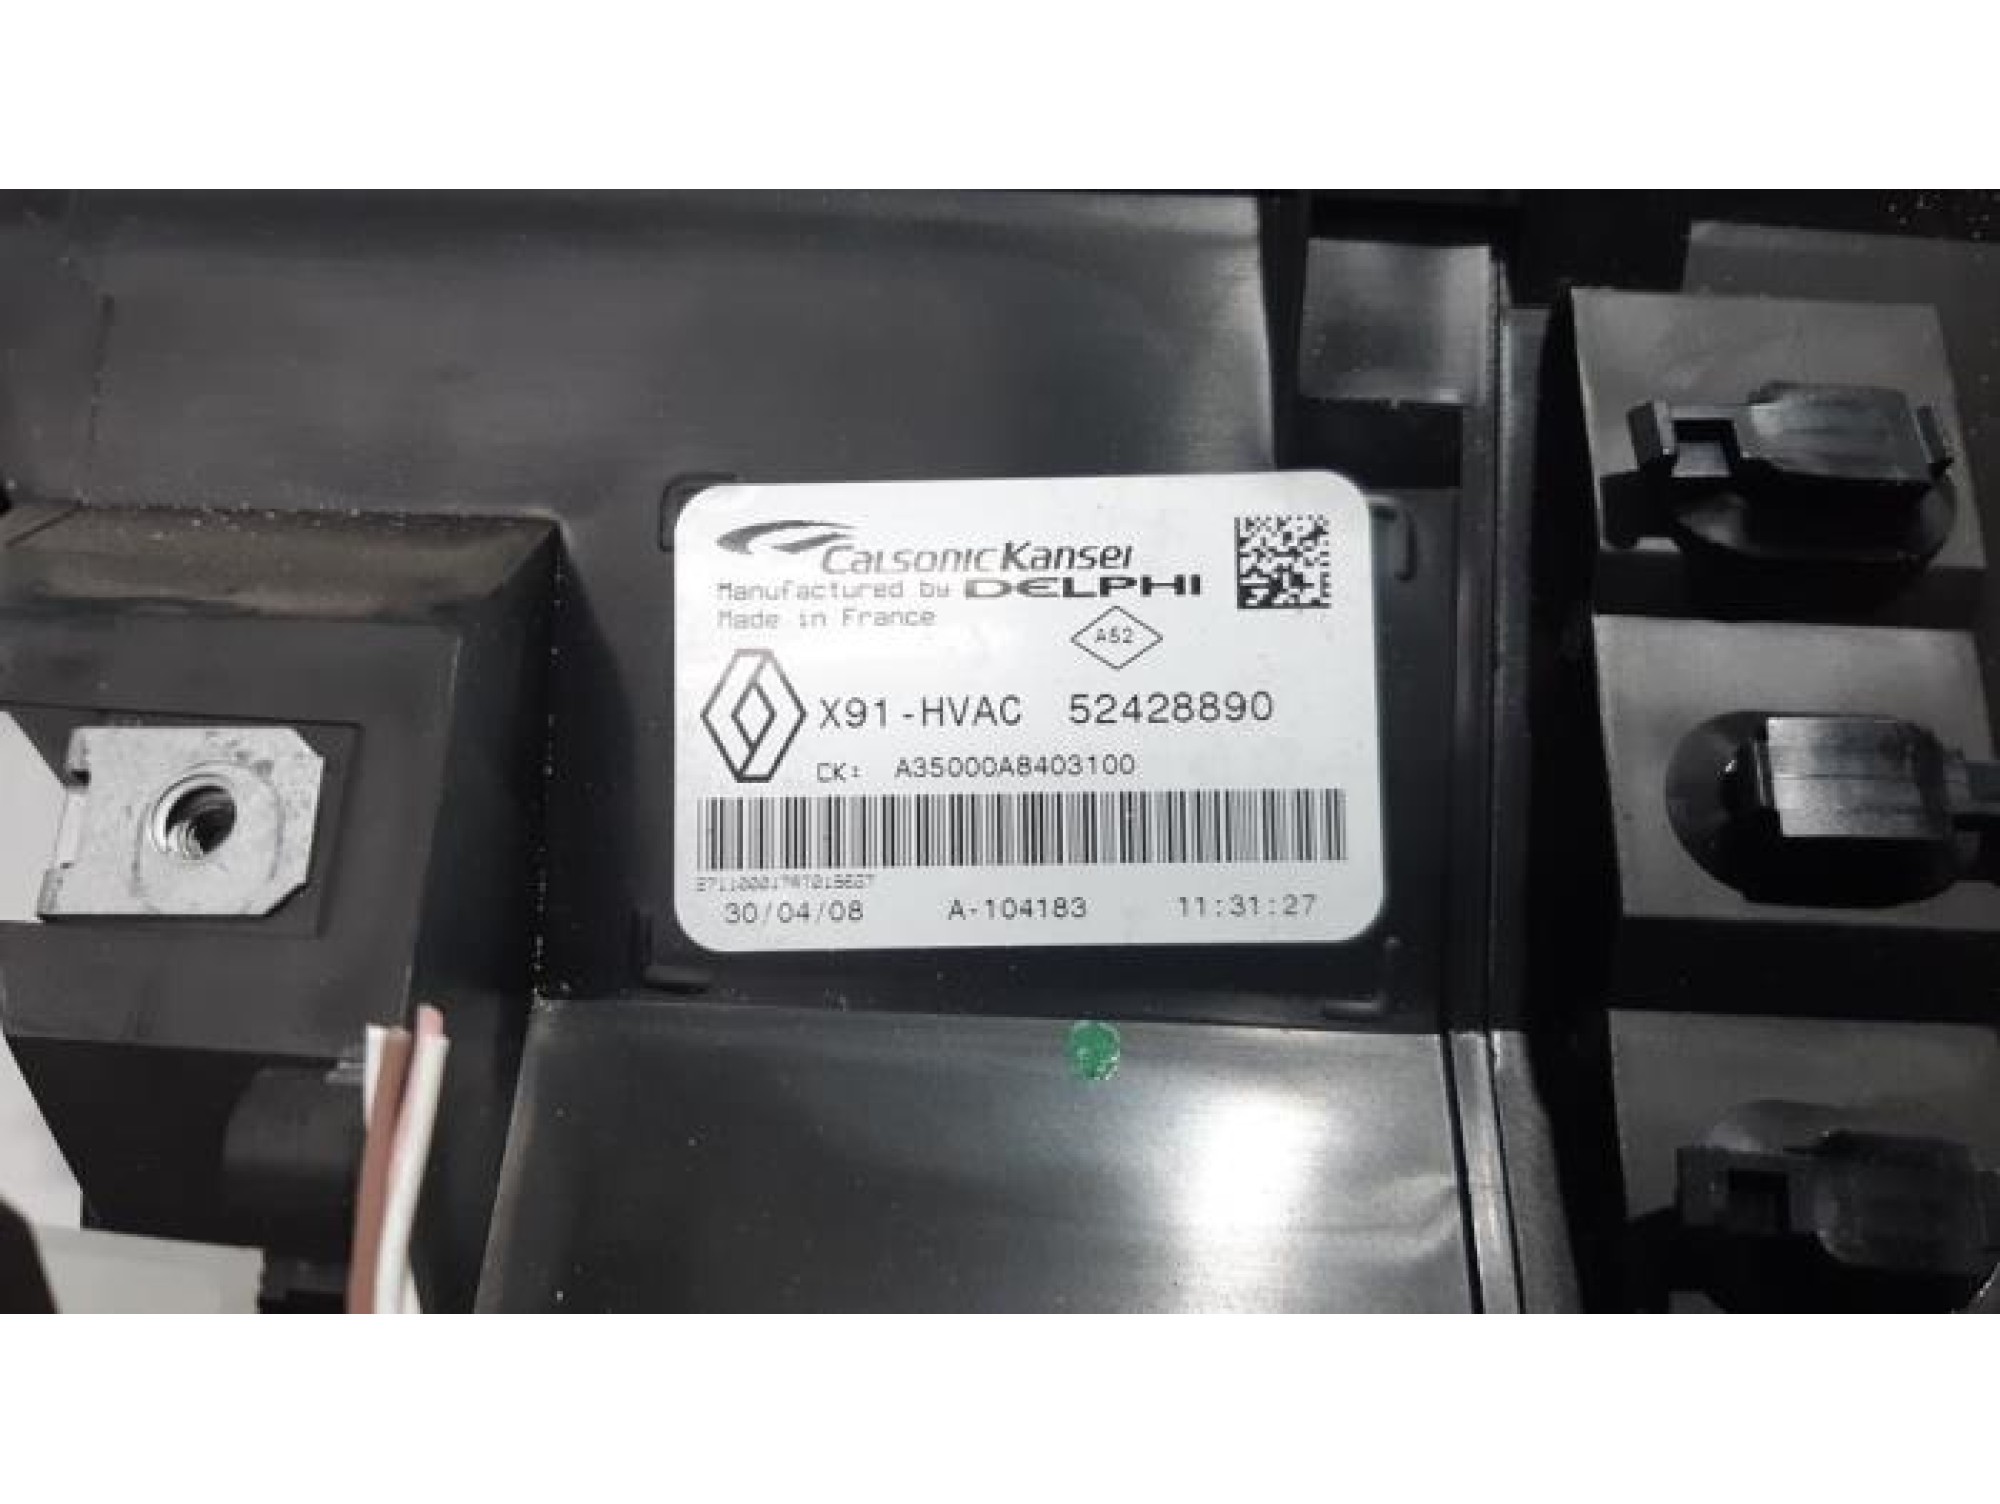 CalsonicKansei
Manufactured by DELPHI
Made in France
A52
X91-HVAC 52428890
CK: A35000A8403100
30/04/08 A-104183 11:31:27